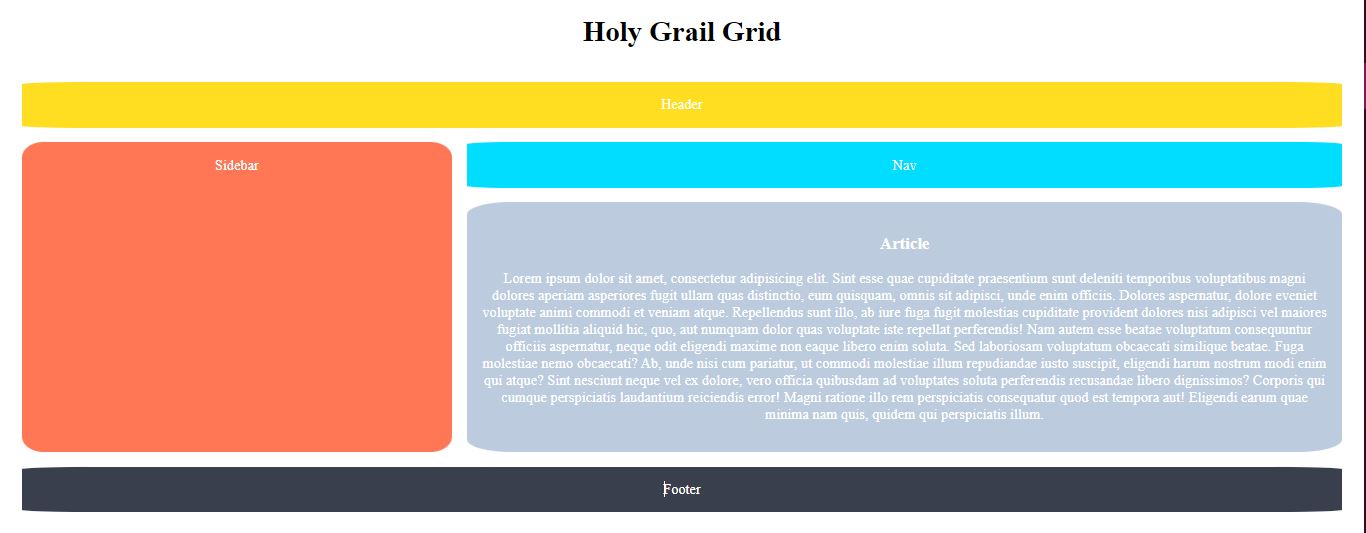 Holy Grail Grid
Header
Sidebar
Nav
Article
Lorem ipsum dolor sit amet, consectetur adipisicing elit. Sint esse quae cupiditate praesentium sunt deleniti temporibus voluptatibus magni
dolores aperiam asperiores fugit ullam quas distinctio, eum quisquam, omnis sit adipisci, unde enim officiis. Dolores aspernatur, dolore eveniet
voluptate animi commodi et veniam atque. Repellendus sunt illo, ab iure fuga fugit molestias cupiditate provident dolores nisi adipisci vel maiores
fugiat mollitia aliquid hic, quo, aut numquam dolor quas voluptate iste repellat perferendis! Nam autem esse beatae voluptatum consequuntur
officiis aspernatur, neque odit eligendi maxime non eaque libero enim soluta. Sed laboriosam voluptatum obcaecati similique beatae. Fuga
molestiae nemo obcaecati? Ab, unde nisi cum pariatur, ut commodi molestiae illum repudiandae iusto suscipit, eligendi harum nostrum modi enim
qui atque? Sint nesciunt neque vel ex dolore, vero officia quibusdam ad voluptates soluta perferendis recusandae libero dignissimos? Corporis qui
cumque perspiciatis laudantium reiciendis error! Magni ratione illo rem perspiciatis consequatur quod est tempora aut! Eligendi earum quae
minima nam quis, quidem qui perspiciatis illum.
Footer